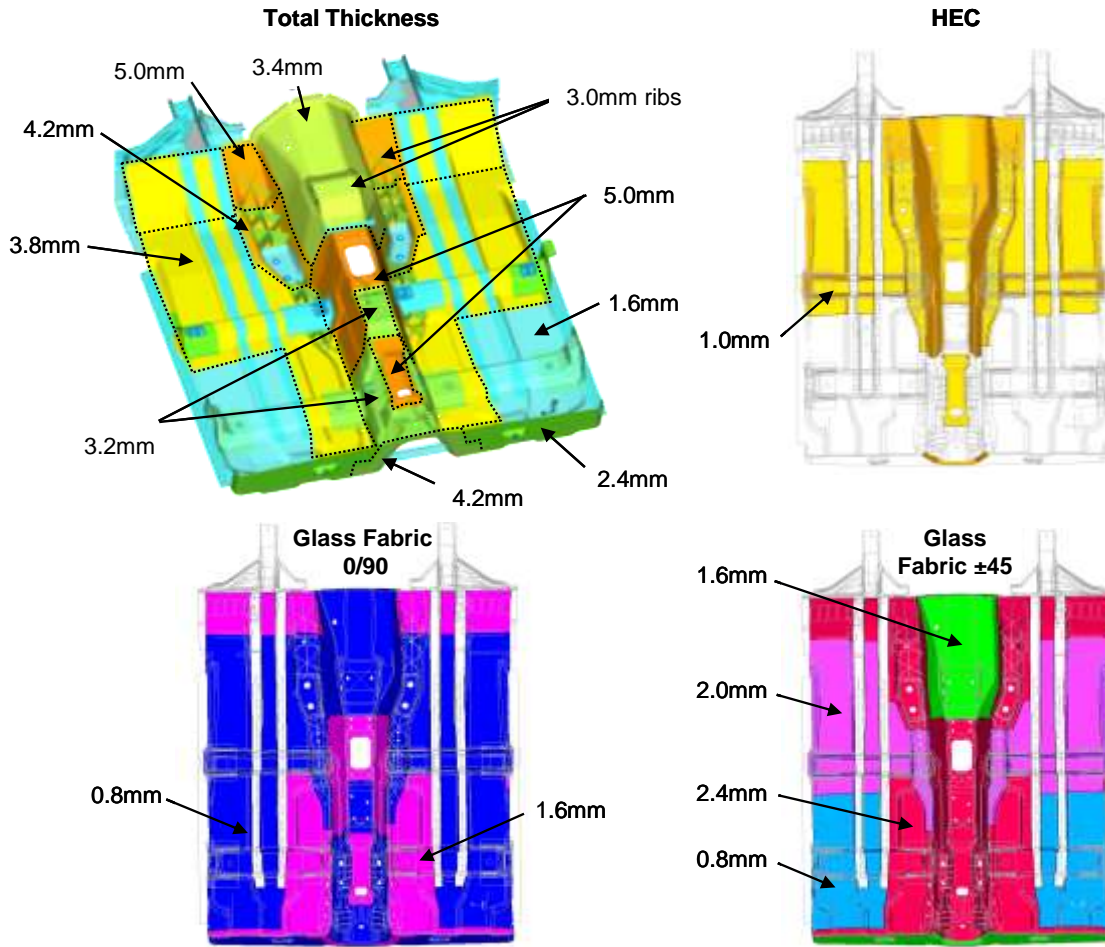 Total Thickness
HEC
3.4mm
5.0mm
3.0mm ribs
4.2mm
5.0mm
3.8mm
1.6mm
1.0mm
3.2mm
2.4mm
4.2mm
Glass Fabric
0/90
Glass
Fabric ±45
1.6mm
2.0mm
0.8mm
1.6mm
2.4mm
0.8mm